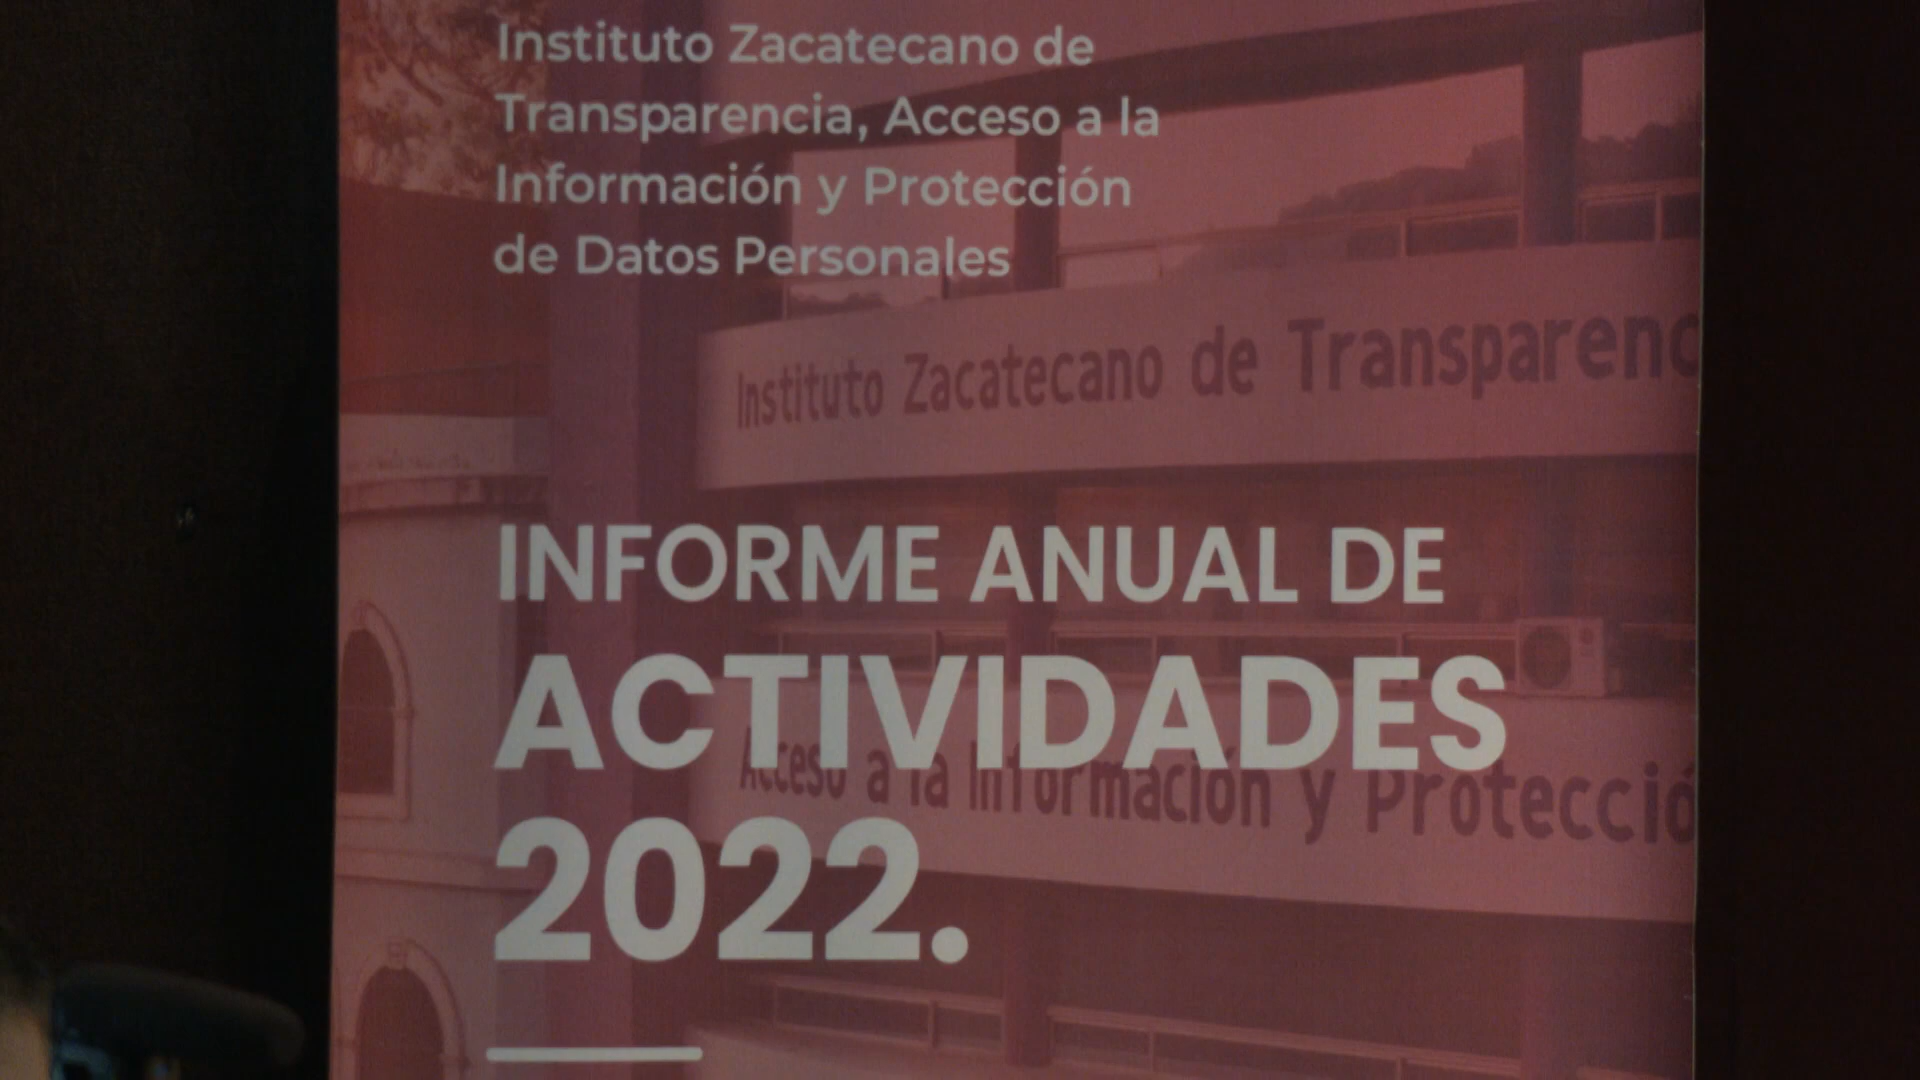 Instituto Zacatecano de
Transparencia, Acceso a la
Información y Protección
de Datos Personales
Instituto Zacatecano de Transparenc
INFORME ANUAL DE
ACTIVIDADES
Acceso a la Información y Protecció
2022.